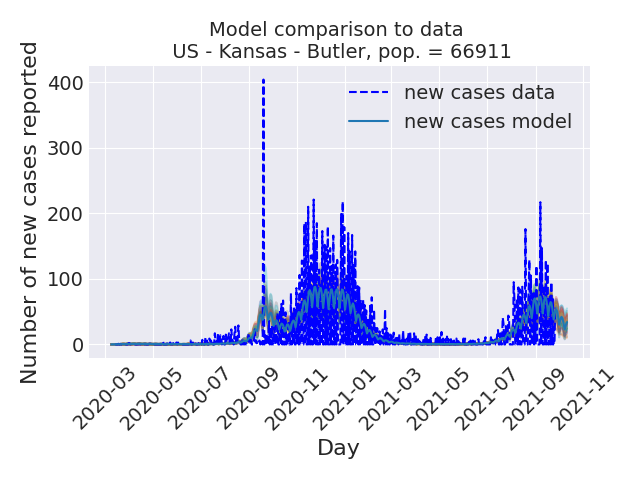 Model comparison to data
US - Kansas - Butler, pop. = 66911
Number of new cases reported
400
300
200
100
0
new cases data
new cases model
2020-03
2020-05
2020-07
2020-09
2020-11
2021-01
2021-03
2021-05
2021-07
2021-09
2021-11
Day